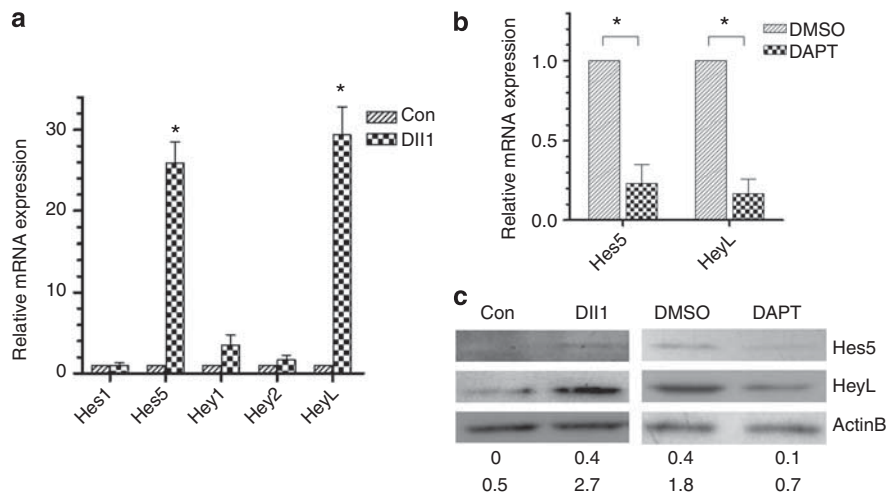 a
Relative mRNA expression
30
20
10
0
*
*
Con
Dll1
Hes1
Hes5
Hey1
Hey2
HeyL
b
Relative mRNA expression
1.0
0.5
0.0
*
*
DMSO
DAPT
Hes5
HeyL
c
Con Dll1 DMSO DAPT
Hes5
HeyL
ActinB
0 0.4 0.4 0.1
0.5 2.7 1.8 0.7